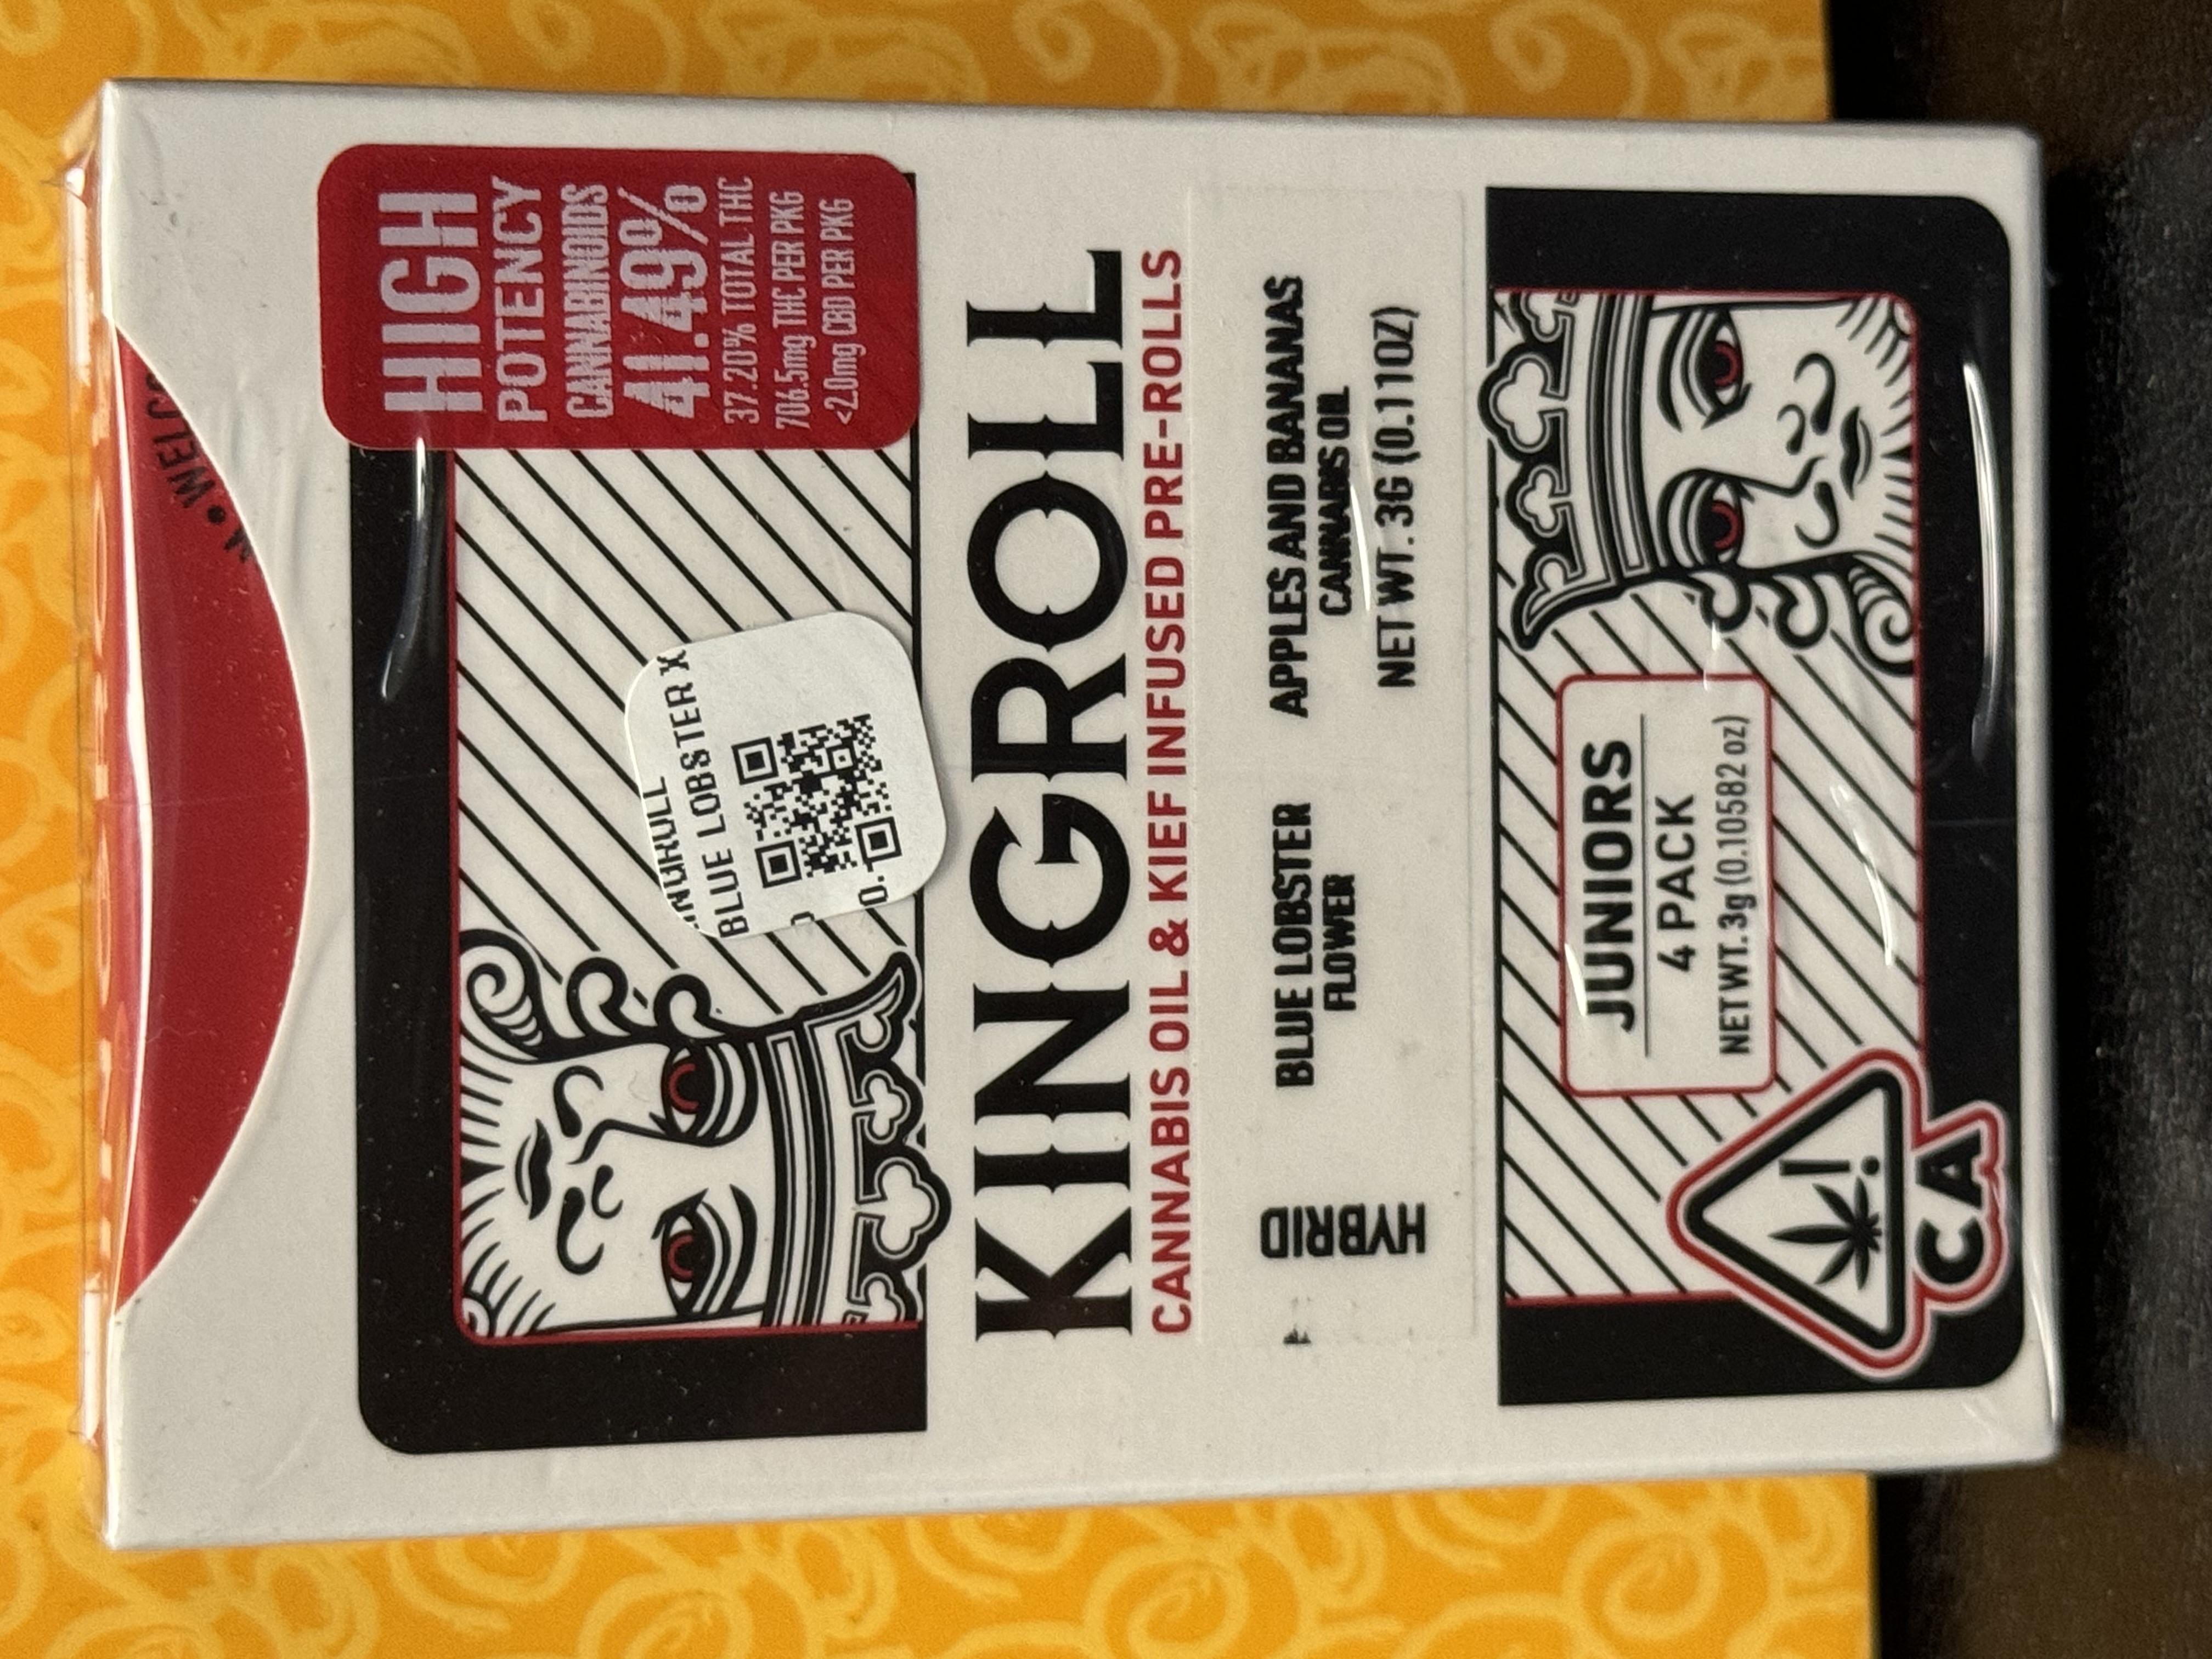 M • WELCO
HIGH
POTENCY
CANNABINOIDS
41.49%
37.20% TOTAL THC
706.5mg THC PER PKG
<2.0mg CBD PER PKG
BLUE LOBSTER X
0.
KINGROLL
CANNABIS OIL & KIEF INFUSED PRE-ROLLS
HYBRID
BLUE LOBSTER
FLOWER
APPLES AND BANANAS
CANNABIS OIL
NET WT. 3G (0.11OZ)
JUNIORS
4 PACK
NET WT. 3g (0.10582 oz)
!
CA